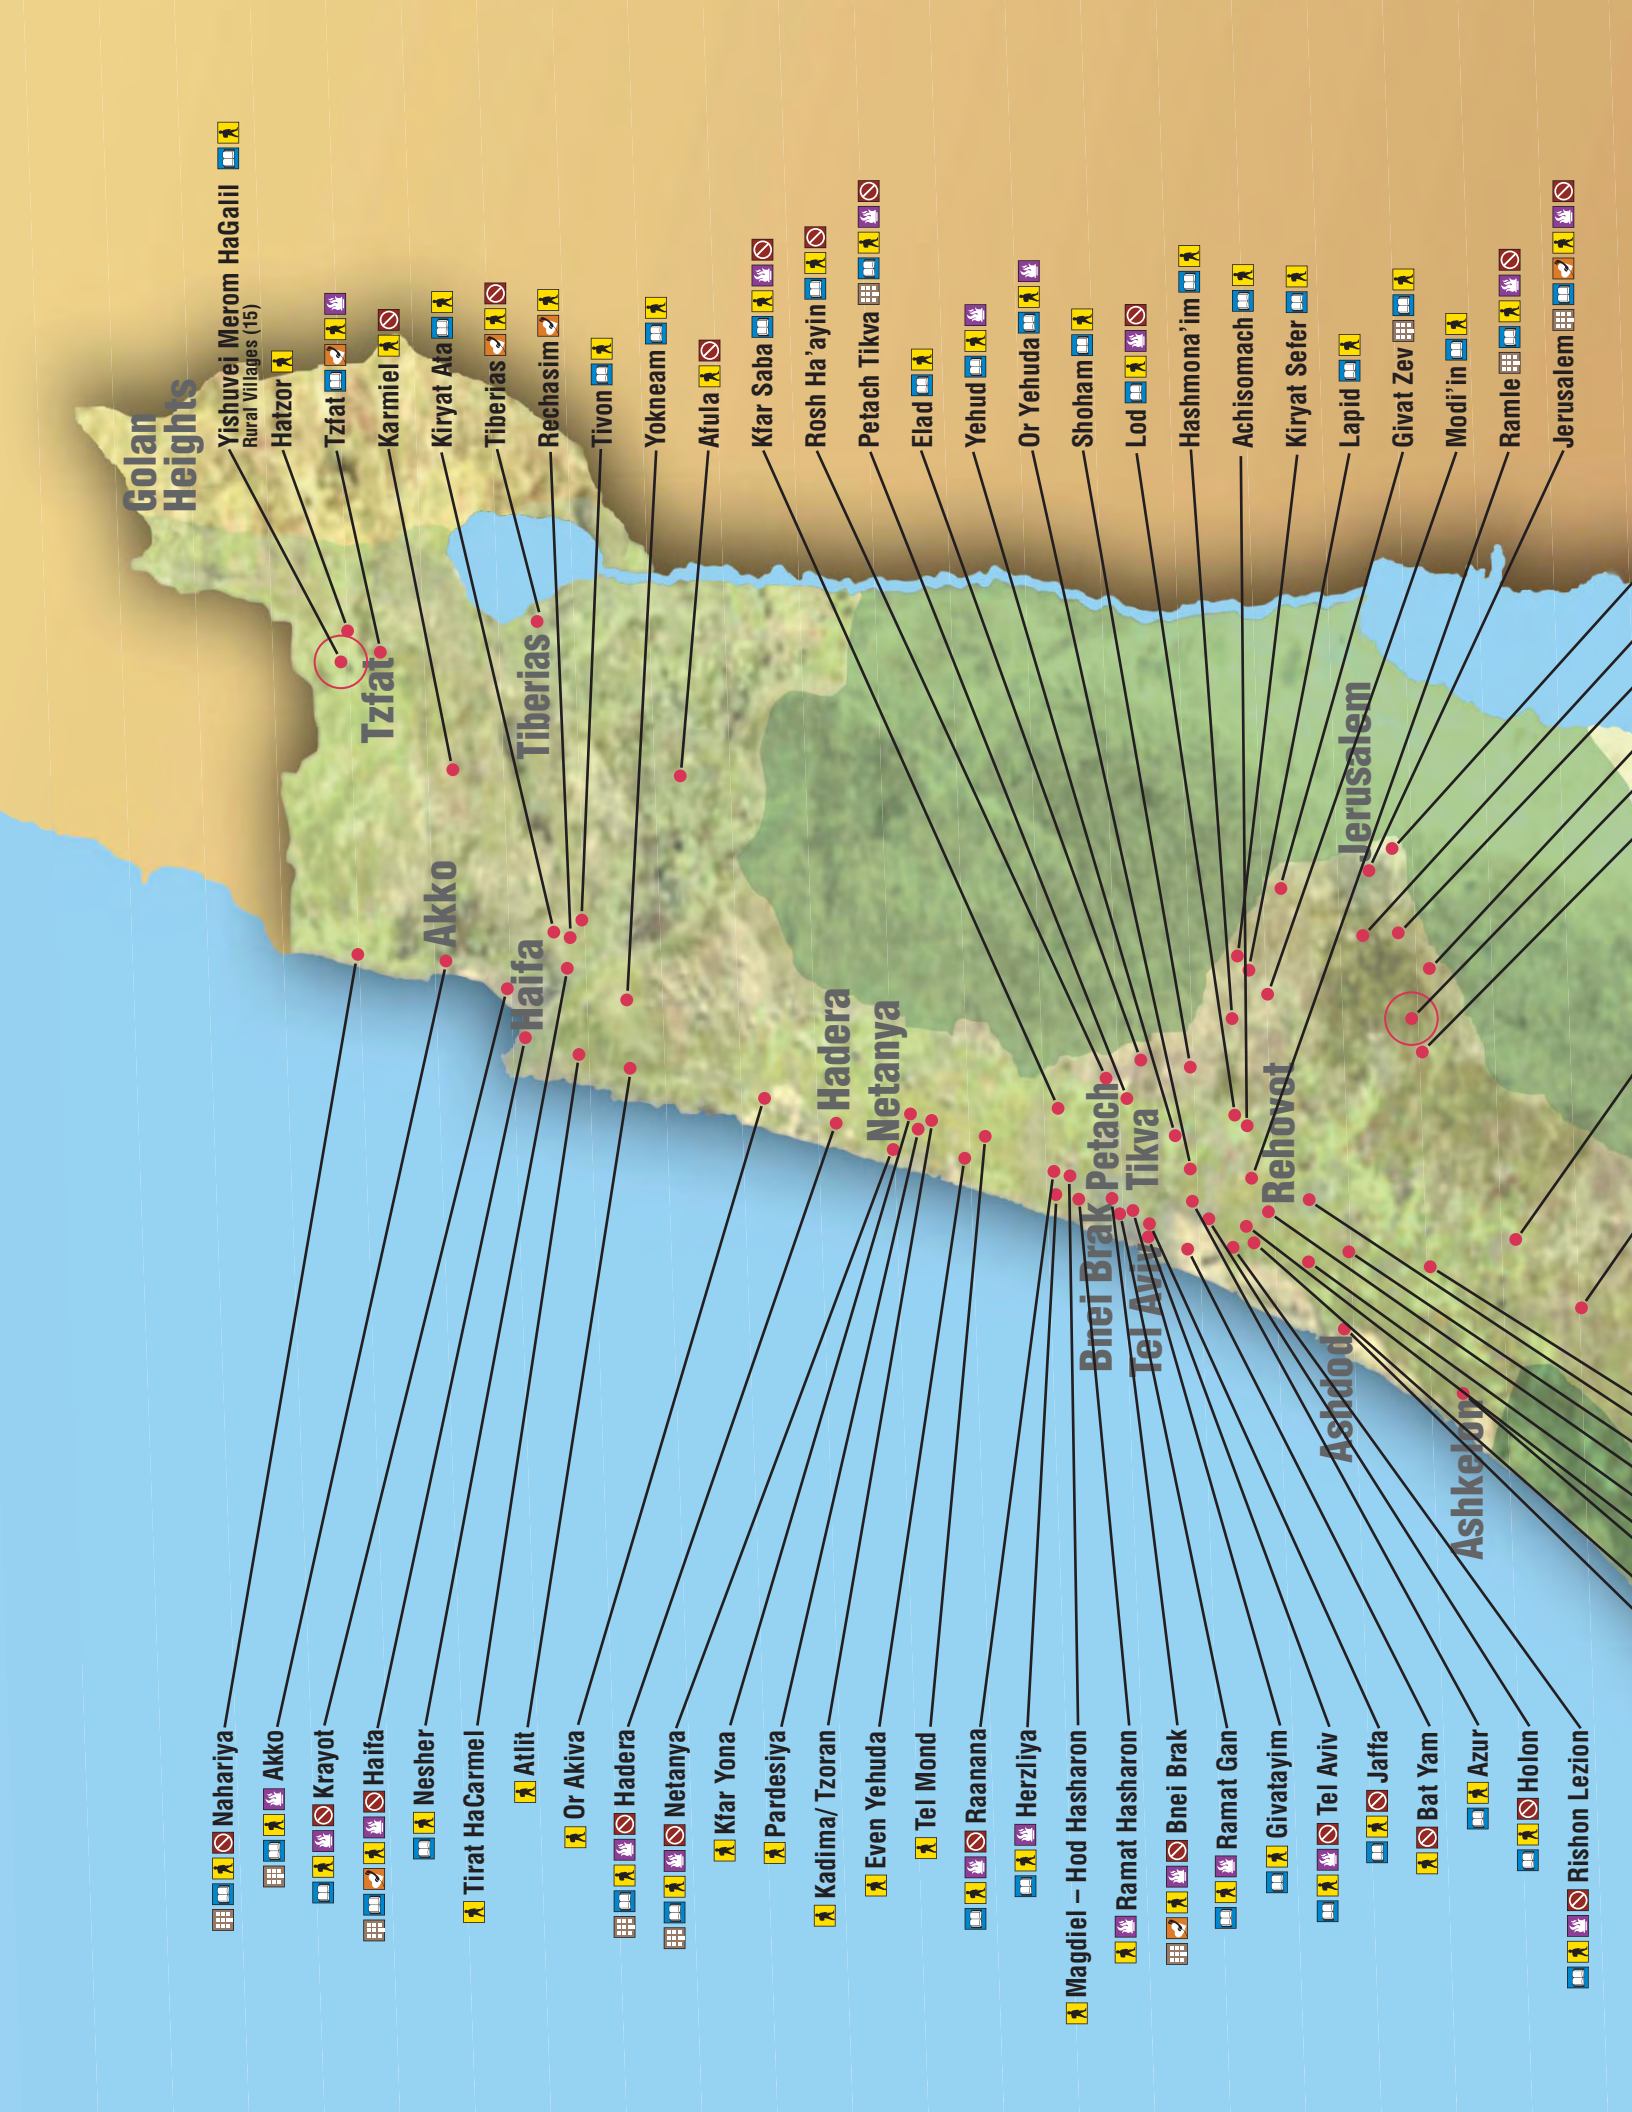 Yishuvei Merom HaGalil
Rural Villages (15)
Hatzor
Tzfat
Karmiel
Kiryat Ata
Tiberias
Rechasim
Tivon
Yokneam
Afula
Kfar Saba
Rosh Ha'ayin
Petach Tikva
Elad
Yehud
Or Yehuda
Shoham
Lod
Hashmona'im
Achisomach
Kiryat Sefer
Lapid
Givat Zev
Modi'in
Ramle
Jerusalem
Golan
Heights
Tzfat
Tiberias
Akko
Haifa
Hadera
Netanya
Petach
Tikva
Bnei Brak
Tel Aviv
Rehovot
Jerusalem
Ashdod
Ashkelon
Nahariya
Akko
Krayot
Haifa
Nesher
Tirat HaCarmel
Atlit
Or Akiva
Hadera
Netanya
Kfar Yona
Pardesiya
Kadima/ Tzoran
Even Yehuda
Tel Mond
Raanana
Herzliya
Magdiel – Hod Hasharon
Ramat Hasharon
Bnei Brak
Ramat Gan
Givatayim
Tel Aviv
Jaffa
Bat Yam
Azur
Holon
Rishon Lezion